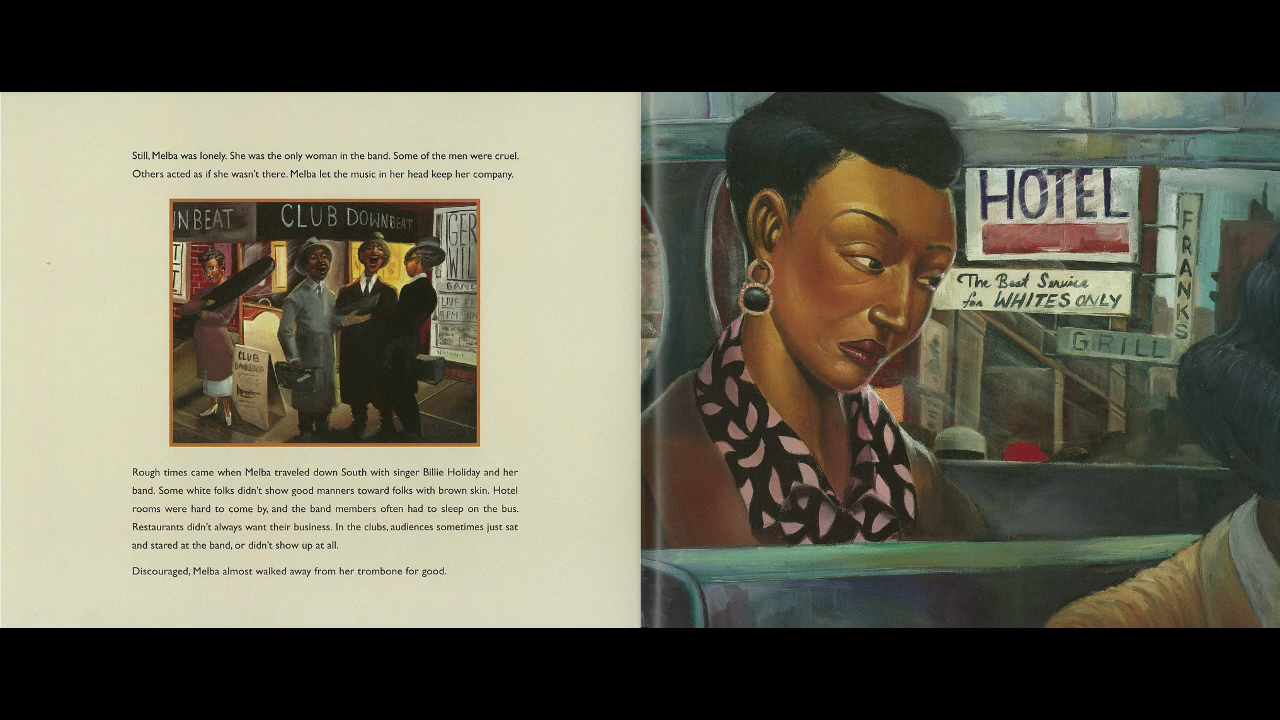 Still, Melba was lonely. She was the only woman in the band. Some of the men were cruel.
Others acted as if she wasn't there. Melba let the music in her head keep her company.
NBEAT
CLUB DOWNBEAT
CLUB
DOWNBEAT
BAND
Rough times came when Melba traveled down South with singer Billie Holiday and her
band. Some white folks didn't show good manners toward folks with brown skin. Hotel
rooms were hard to come by, and the band members often had to sleep on the bus.
Restaurants didn't always want their business. In the clubs, audiences sometimes just sat
and stared at the band, or didn't show up at all.
Discouraged, Melba almost walked away from her trombone for good.
HOTEL
The Best Service
for WHITES ONLY
FRANKS
GRILL